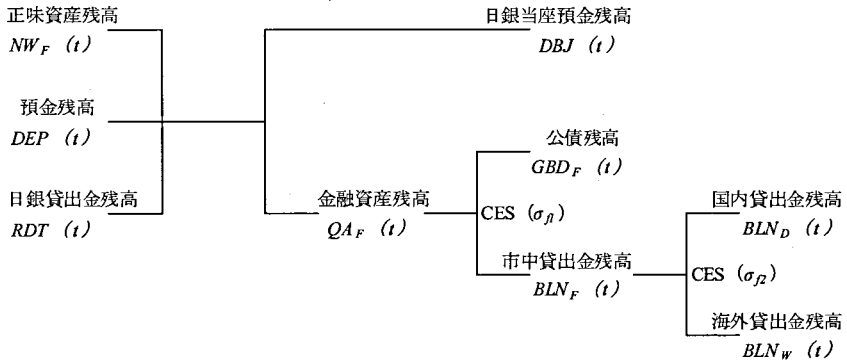 正味資産残高
NW_F (t)
日銀当座預金残高
DBJ (t)
預金残高
DEP (t)
公債残高
GBD_F (t)
日銀貸出金残高
RDT (t)
金融資産残高
QA_F (t)
CES (σ_f1)
国内貸出金残高
BLN_D (t)
市中貸出金残高
BLN_F (t)
CES (σ_f2)
海外貸出金残高
BLN_W (t)